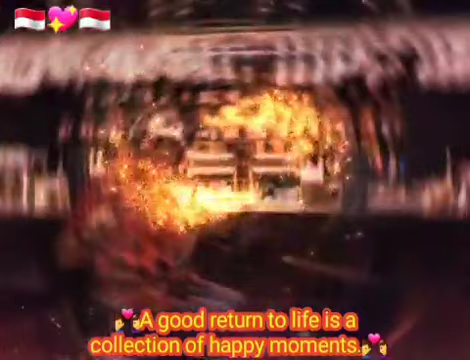 A good return to life is a
collection of happy moments.